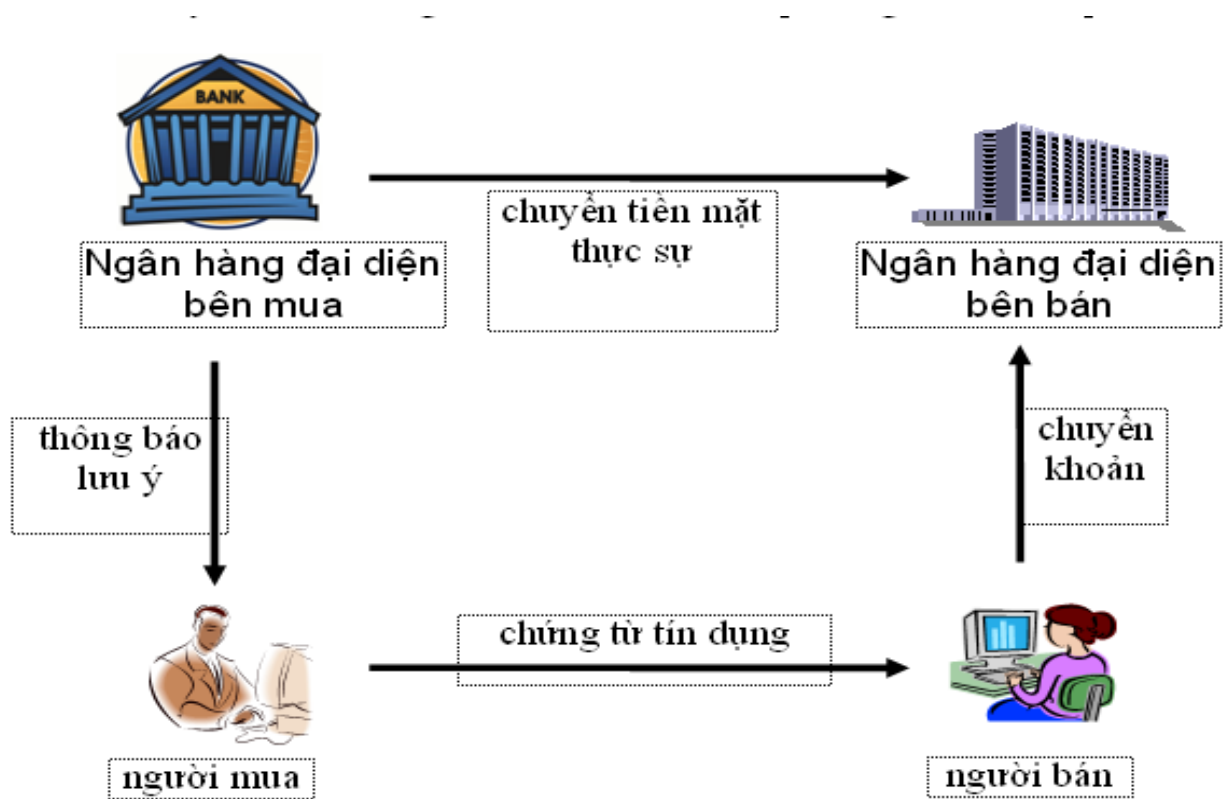 BANK
chuyển tiền mặt
thực sự
Ngân hàng đại diện
bên mua
Ngân hàng đại diện
bên bán
thông báo
lưu ý
chuyển
khoản
chứng từ tín dụng
người mua
người bán